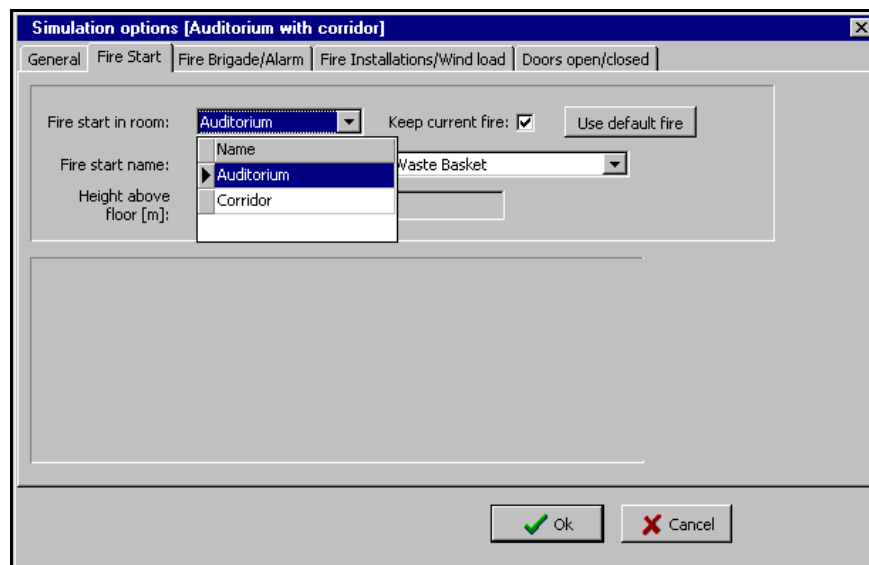 Simulation options [Auditorium with corridor]
General Fire Start Fire Brigade/Alarm Fire Installations/Wind load Doors open/closed
Fire start in room: Auditorium Keep current fire: Use default fire
Name
Fire start name: Waste Basket
Auditorium
Height above
floor [m]:
Corridor
Ok Cancel